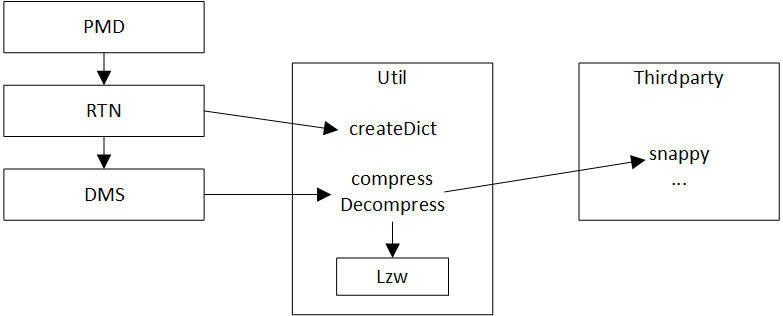 PMD
RTN
DMS
Util
createDict
compress
Decompress
Lzw
Thirdparty
snappy
...